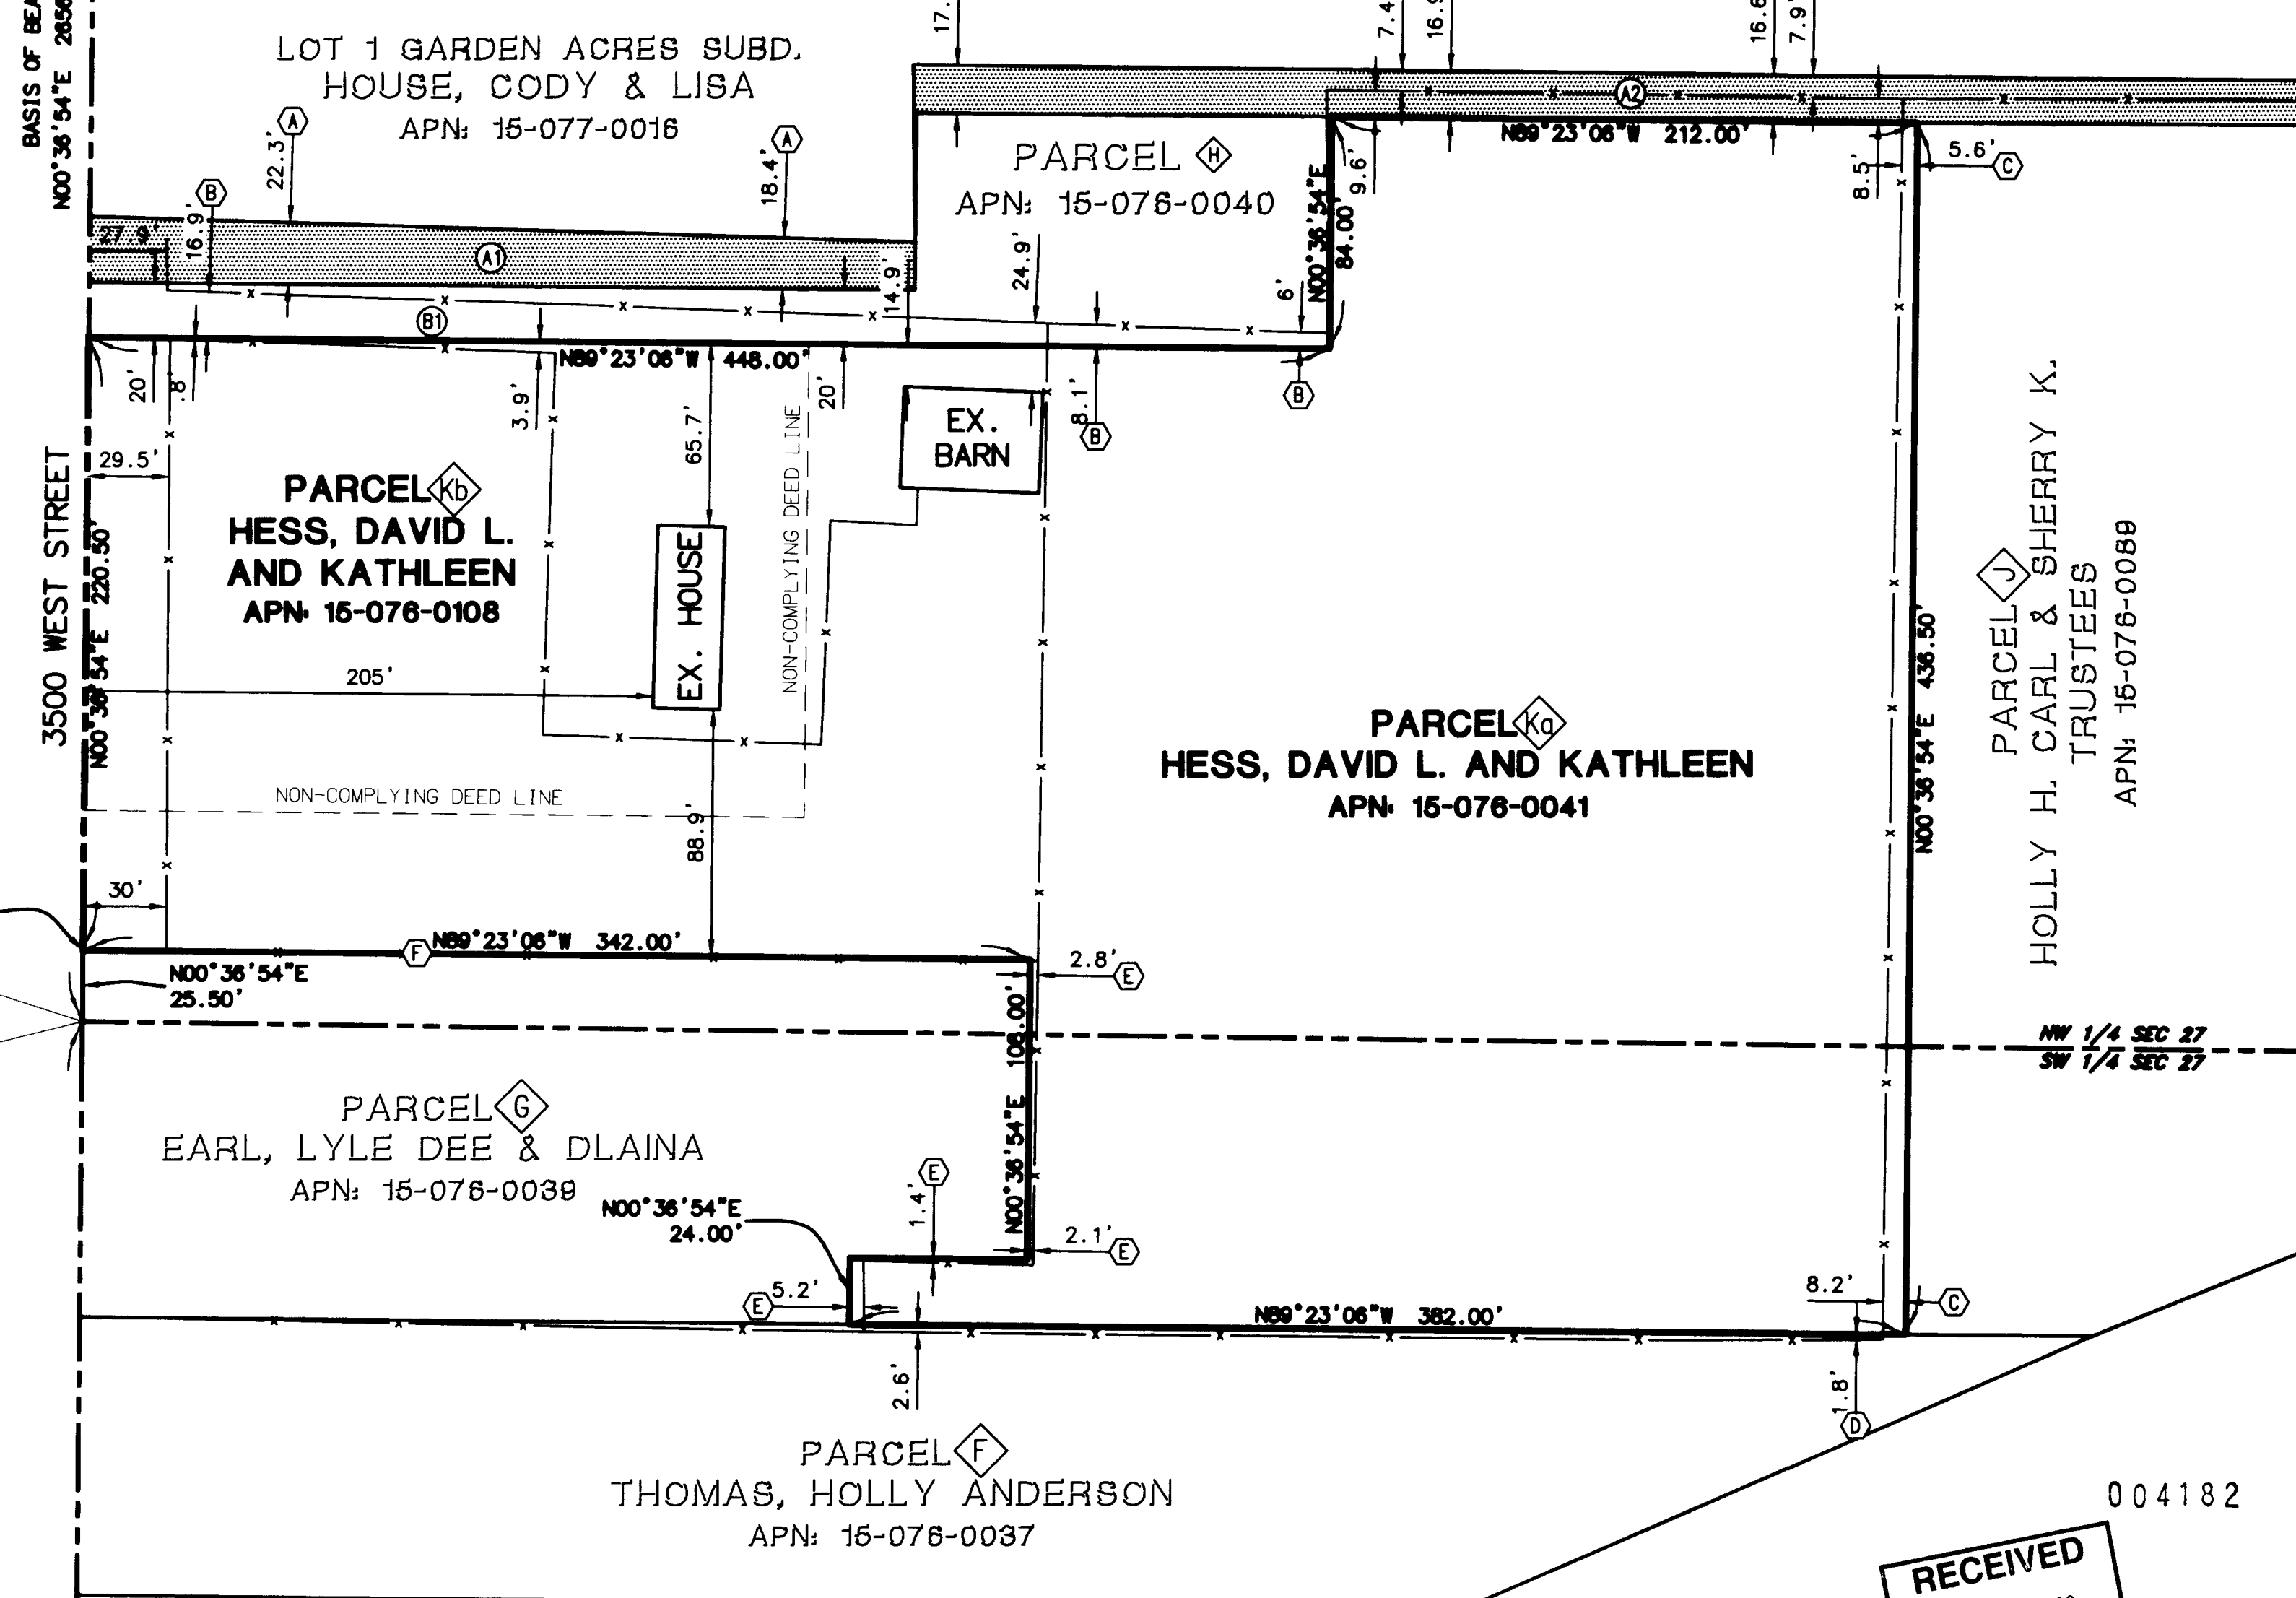 BASIS OF BEA
N00°36'54"E 2656
LOT 1 GARDEN ACRES SUBD.
HOUSE, CODY & LISA
APN: 15-077-0016
17.
7.4
16.9
16.6
7.9'
A
22.3'
A
18.4'
B
16.9'
27.9'
A1
14.9'
B1
PARCEL H
APN: 15-076-0040
24.9'
6'
N00°36'54"E
84.00'
9.6'
A2
N89°23'06"W 212.00'
8.5'
5.6'
C
N89°23'06"W 448.00'
20'
.8'
3.9'
65.7'
20'
8.1'
B
B
29.5'
EX.
BARN
PARCEL Kb
HESS, DAVID L.
AND KATHLEEN
APN: 15-076-0108
3500 WEST STREET
N00°36'54"E 220.50'
EX. HOUSE
NON-COMPLYING DEED LINE
205'
NON-COMPLYING DEED LINE
88.9'
30'
PARCEL Ka
HESS, DAVID L. AND KATHLEEN
APN: 15-076-0041
N00°36'54"E 436.50'
PARCEL J
HOLLY H. CARL & SHERRY K.
TRUSTEES
APN: 15-076-0089
F
N89°23'06"W 342.00'
N00°36'54"E
25.50'
2.8'
E
N00°36'54"E 108.00'
NW 1/4 SEC 27
SW 1/4 SEC 27
PARCEL G
EARL, LYLE DEE & DLAINA
APN: 15-076-0039
N00°36'54"E
24.00'
E
1.4'
2.1'
E
E
5.2'
N89°23'06"W 382.00'
8.2'
C
2.6'
1.8'
D
PARCEL F
THOMAS, HOLLY ANDERSON
APN: 15-076-0037
004182
RECEIVED